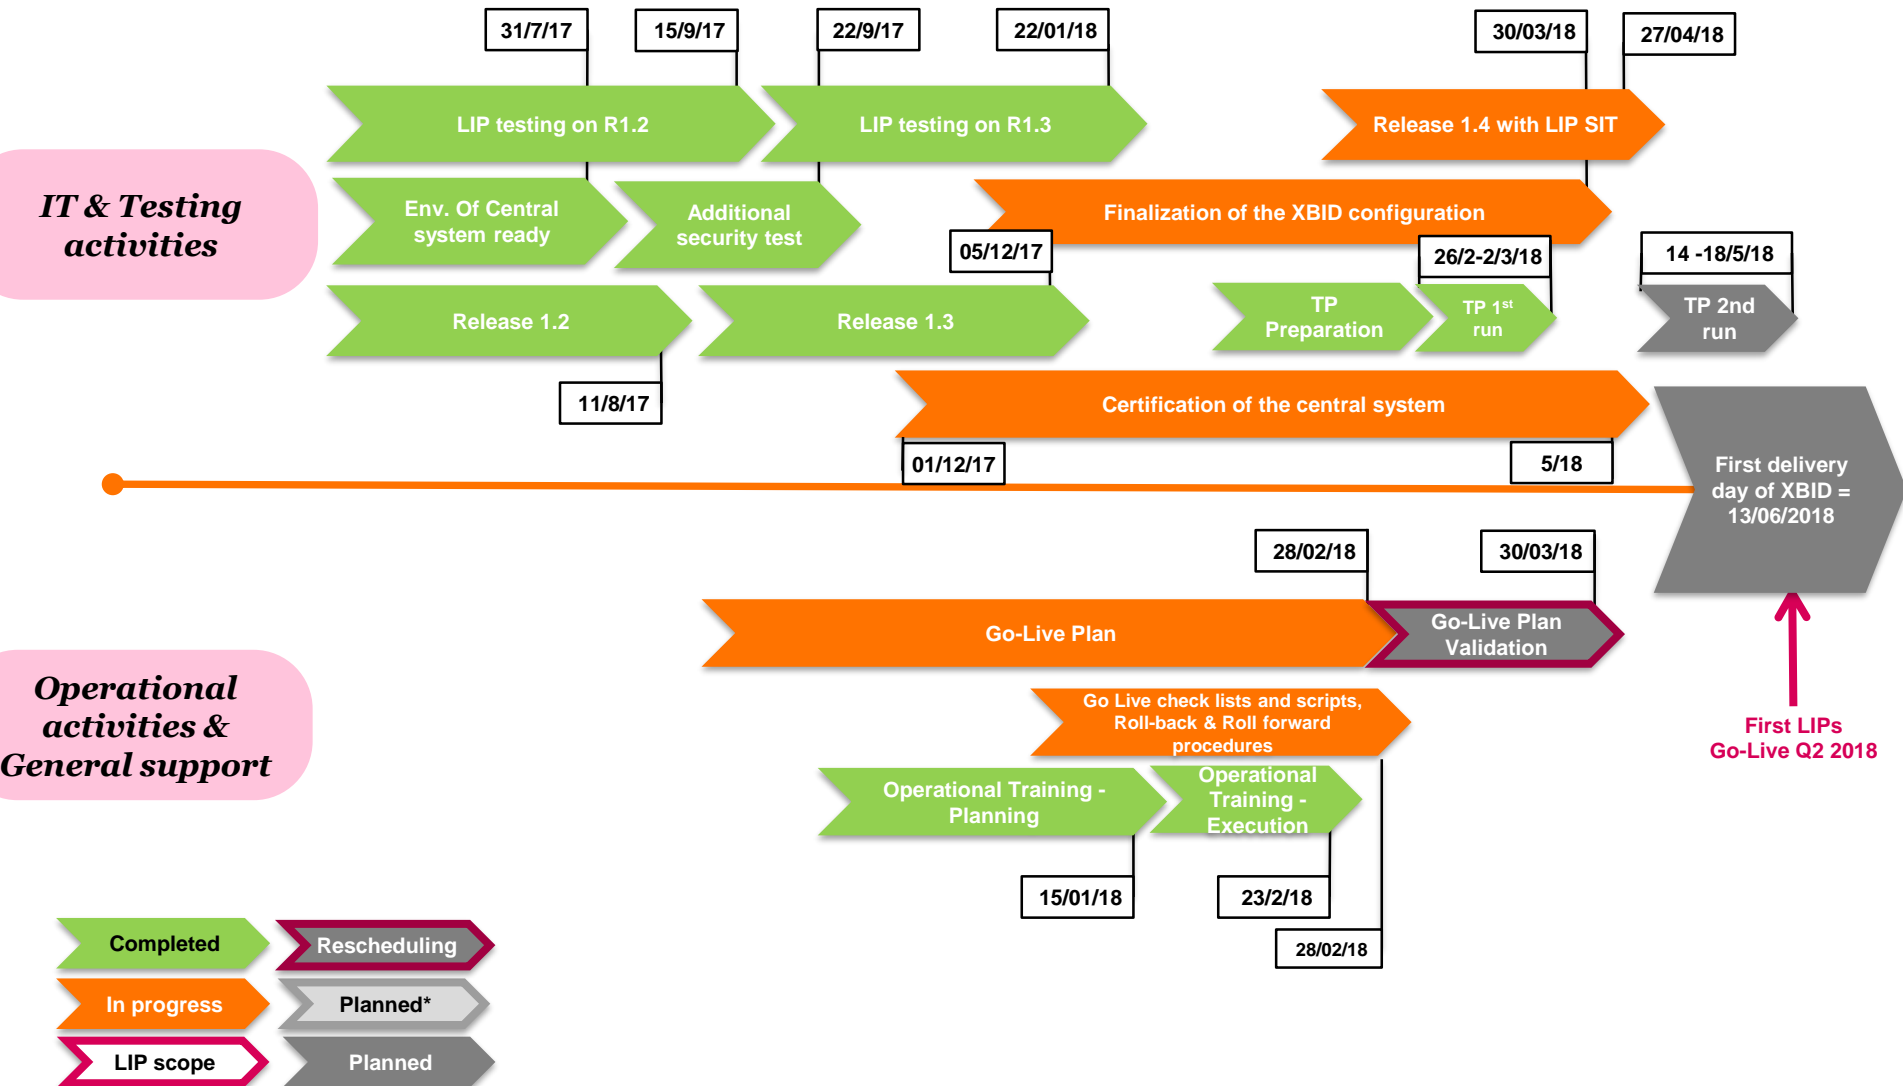 31/7/17
15/9/17
22/9/17
22/01/18
30/03/18
27/04/18
LIP testing on R1.2
LIP testing on R1.3
Release 1.4 with LIP SIT
IT & Testing
activities
Env. Of Central
system ready
Additional
security test
Finalization of the XBID configuration
05/12/17
26/2-2/3/18
14 -18/5/18
Release 1.2
Release 1.3
TP
Preparation
TP 1st
run
TP 2nd
run
11/8/17
Certification of the central system
01/12/17
5/18
First delivery
day of XBID =
13/06/2018
28/02/18
30/03/18
Go-Live Plan
Go-Live Plan
Validation
Operational
activities &
General support
Go Live check lists and scripts,
Roll-back & Roll forward
procedures
First LIPs
Go-Live Q2 2018
Operational Training -
Planning
Operational
Training -
Execution
15/01/18
23/2/18
28/02/18
Completed
Rescheduling
In progress
Planned*
LIP scope
Planned